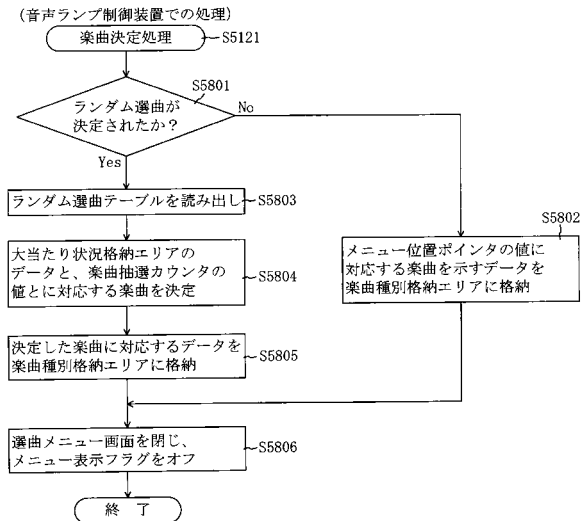 (音声ランプ制御装置での処理)
楽曲決定処理
S5121
S5801
ランダム選曲が
決定されたか?
No
Yes
ランダム選曲テーブルを読み出し
S5803
S5802
メニュー位置ポインタの値に
対応する楽曲を示すデータを
楽曲種別格納エリアに格納
大当たり状況格納エリアの
データと、楽曲抽選カウンタの
値とに対応する楽曲を決定
S5804
決定した楽曲に対応するデータを
楽曲種別格納エリアに格納
S5805
選曲メニュー画面を閉じ、
メニュー表示フラグをオフ
S5806
終 了